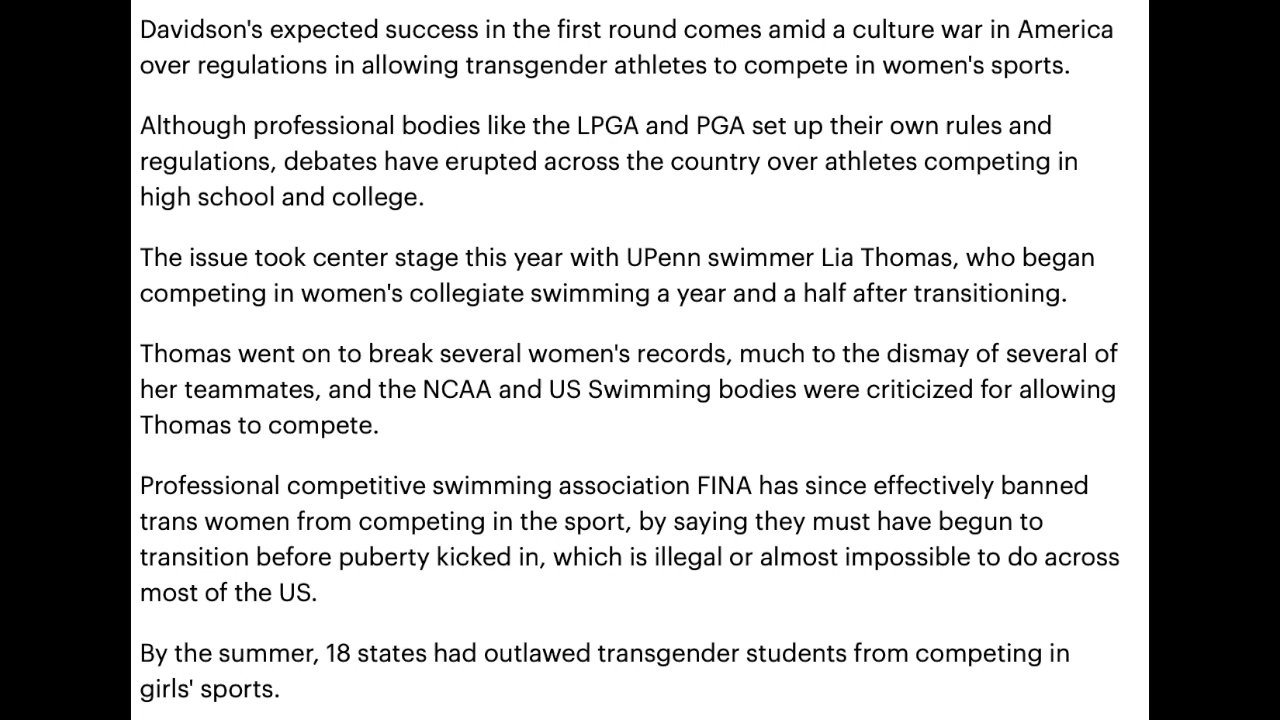 Davidson's expected success in the first round comes amid a culture war in America
over regulations in allowing transgender athletes to compete in women's sports.
Although professional bodies like the LPGA and PGA set up their own rules and
regulations, debates have erupted across the country over athletes competing in
high school and college.
The issue took center stage this year with UPenn swimmer Lia Thomas, who began
competing in women's collegiate swimming a year and a half after transitioning.
Thomas went on to break several women's records, much to the dismay of several of
her teammates, and the NCAA and US Swimming bodies were criticized for allowing
Thomas to compete.
Professional competitive swimming association FINA has since effectively banned
trans women from competing in the sport, by saying they must have begun to
transition before puberty kicked in, which is illegal or almost impossible to do across
most of the US.
By the summer, 18 states had outlawed transgender students from competing in
girls' sports.